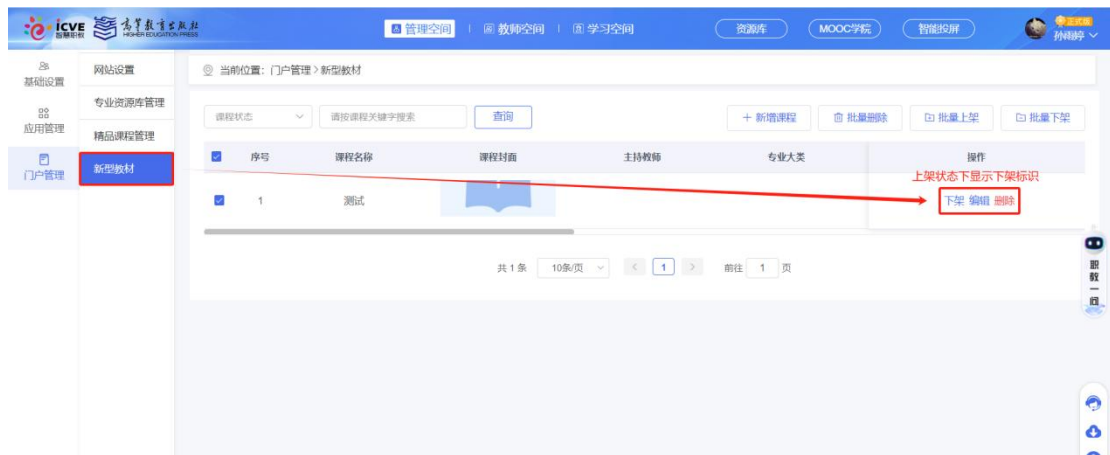 icve 智慧职教 高等教育出版社 HIGHER EDUCATION PRESS 管理空间 教师空间 学习空间 资源库 MOOC学院 智能投屏 正式版
孙雨婷
基础设置 网站设置 当前位置：门户管理>新型教材
应用管理 专业资源库管理 课程状态 请按课程关键字搜索 查询 + 新增课程 批量删除 批量上架 批量下架
精品课程管理
门户管理 新型教材 序号 课程名称 课程封面 主持教师 专业大类 操作
上架状态下显示下架标识
1 测试 下架 编辑 删除
共 1 条 10条/页 < 1 > 前往 1 页
职教一问